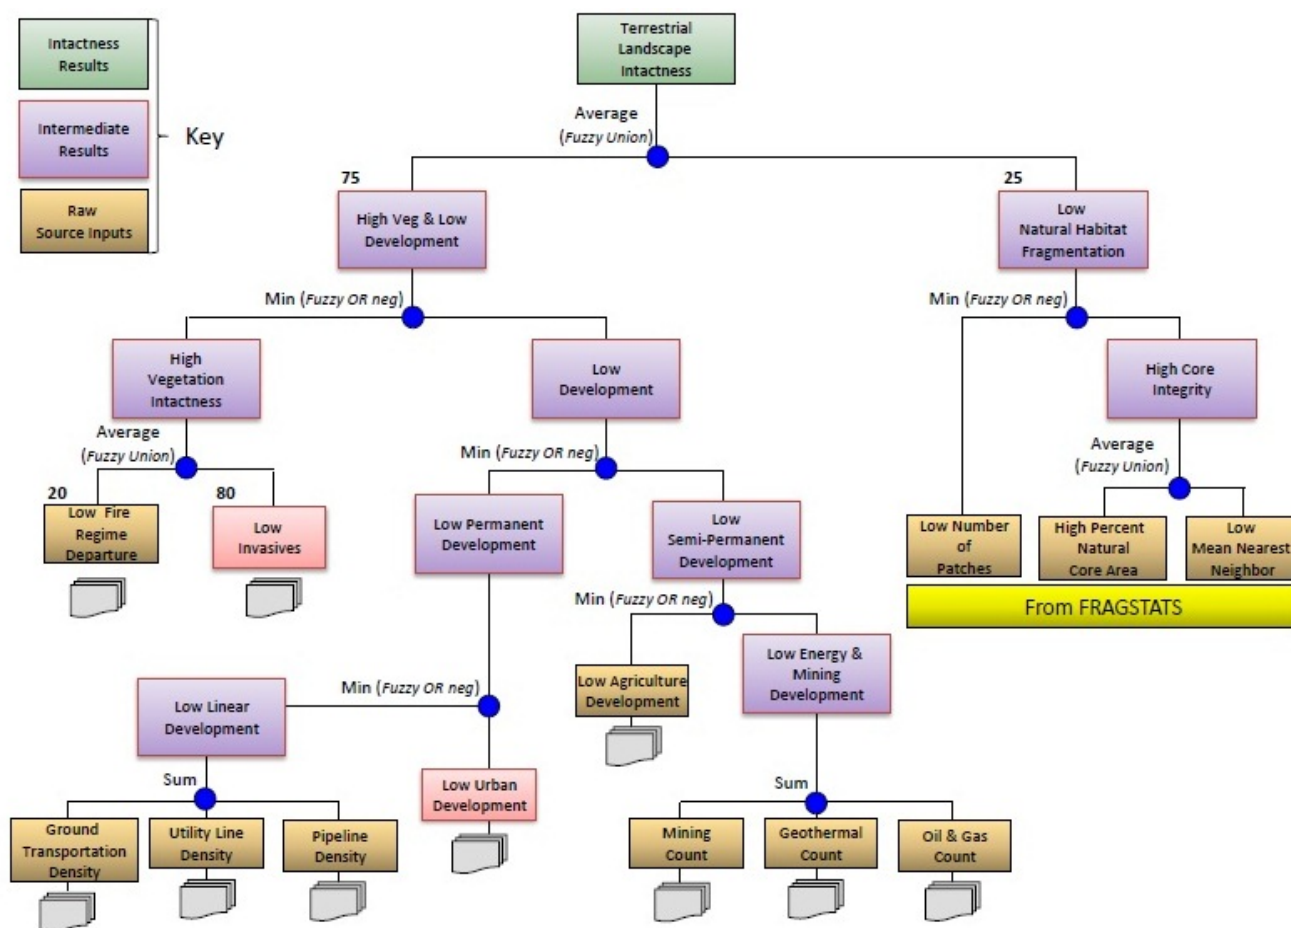 Intactness
Results
Intermediate
Results
Raw
Source Inputs
Key
Terrestrial
Landscape
Intactness
Average
(Fuzzy Union)
75
High Veg & Low
Development
25
Low
Natural Habitat
Fragmentation
Min (Fuzzy OR neg)
Min (Fuzzy OR neg)
High
Vegetation
Intactness
Low
Development
High Core
Integrity
Average
(Fuzzy Union)
Min (Fuzzy OR neg)
Average
(Fuzzy Union)
20
Low Fire
Regime
Departure
80
Low
Invasives
Low Permanent
Development
Low
Semi-Permanent
Development
Low Number
of
Patches
High Percent
Natural
Core Area
Low
Mean Nearest
Neighbor
From FRAGSTATS
Min (Fuzzy OR neg)
Low Agriculture
Development
Low Energy &
Mining
Development
Min (Fuzzy OR neg)
Low Linear
Development
Low Urban
Development
Sum
Sum
Ground
Transportation
Density
Utility Line
Density
Pipeline
Density
Mining
Count
Geothermal
Count
Oil & Gas
Count